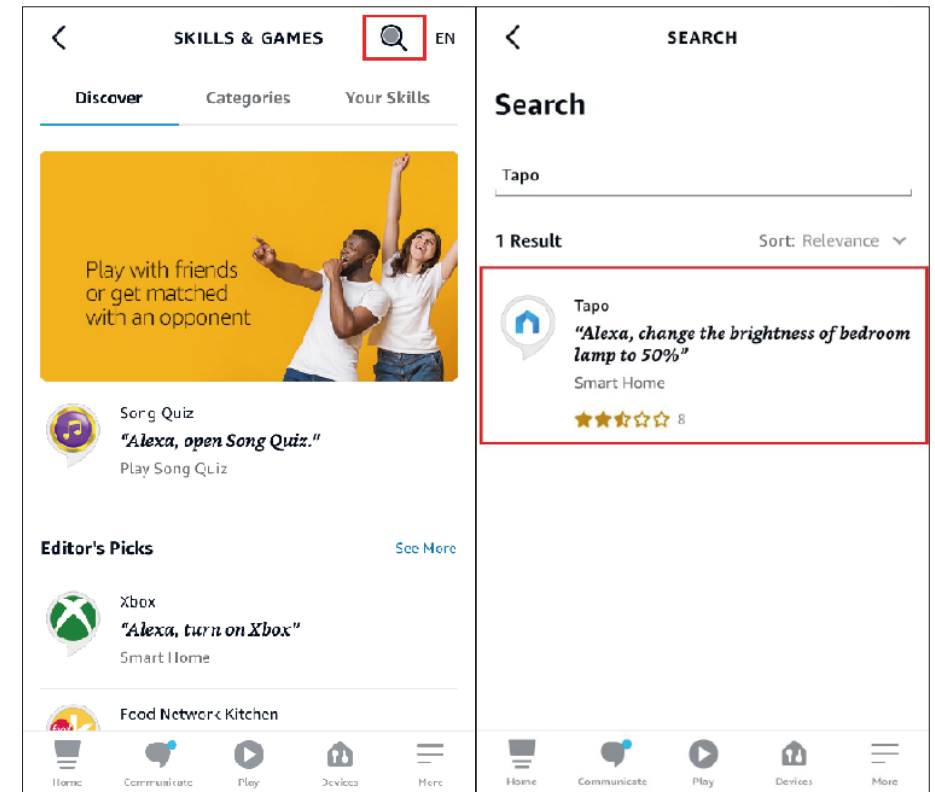 SKILLS & GAMES
EN
Discover
Categories
Your Skills
Play with friends
or get matched
with an opponent
Song Quiz
"Alexa, open Song Quiz."
Play Song Quiz
Editor's Picks
See More
Xbox
"Alexa, turn on Xbox"
Smart Home
Food Network Kitchen
food
k
Home
Communicate
Play
Devices
More
SEARCH
Search
Tapo
1 Result
Sort: Relevance
Tapo
"Alexa, change the brightness of bedroom
lamp to 50%"
Smart Home
8
Home
Communicate
Play
Devices
More